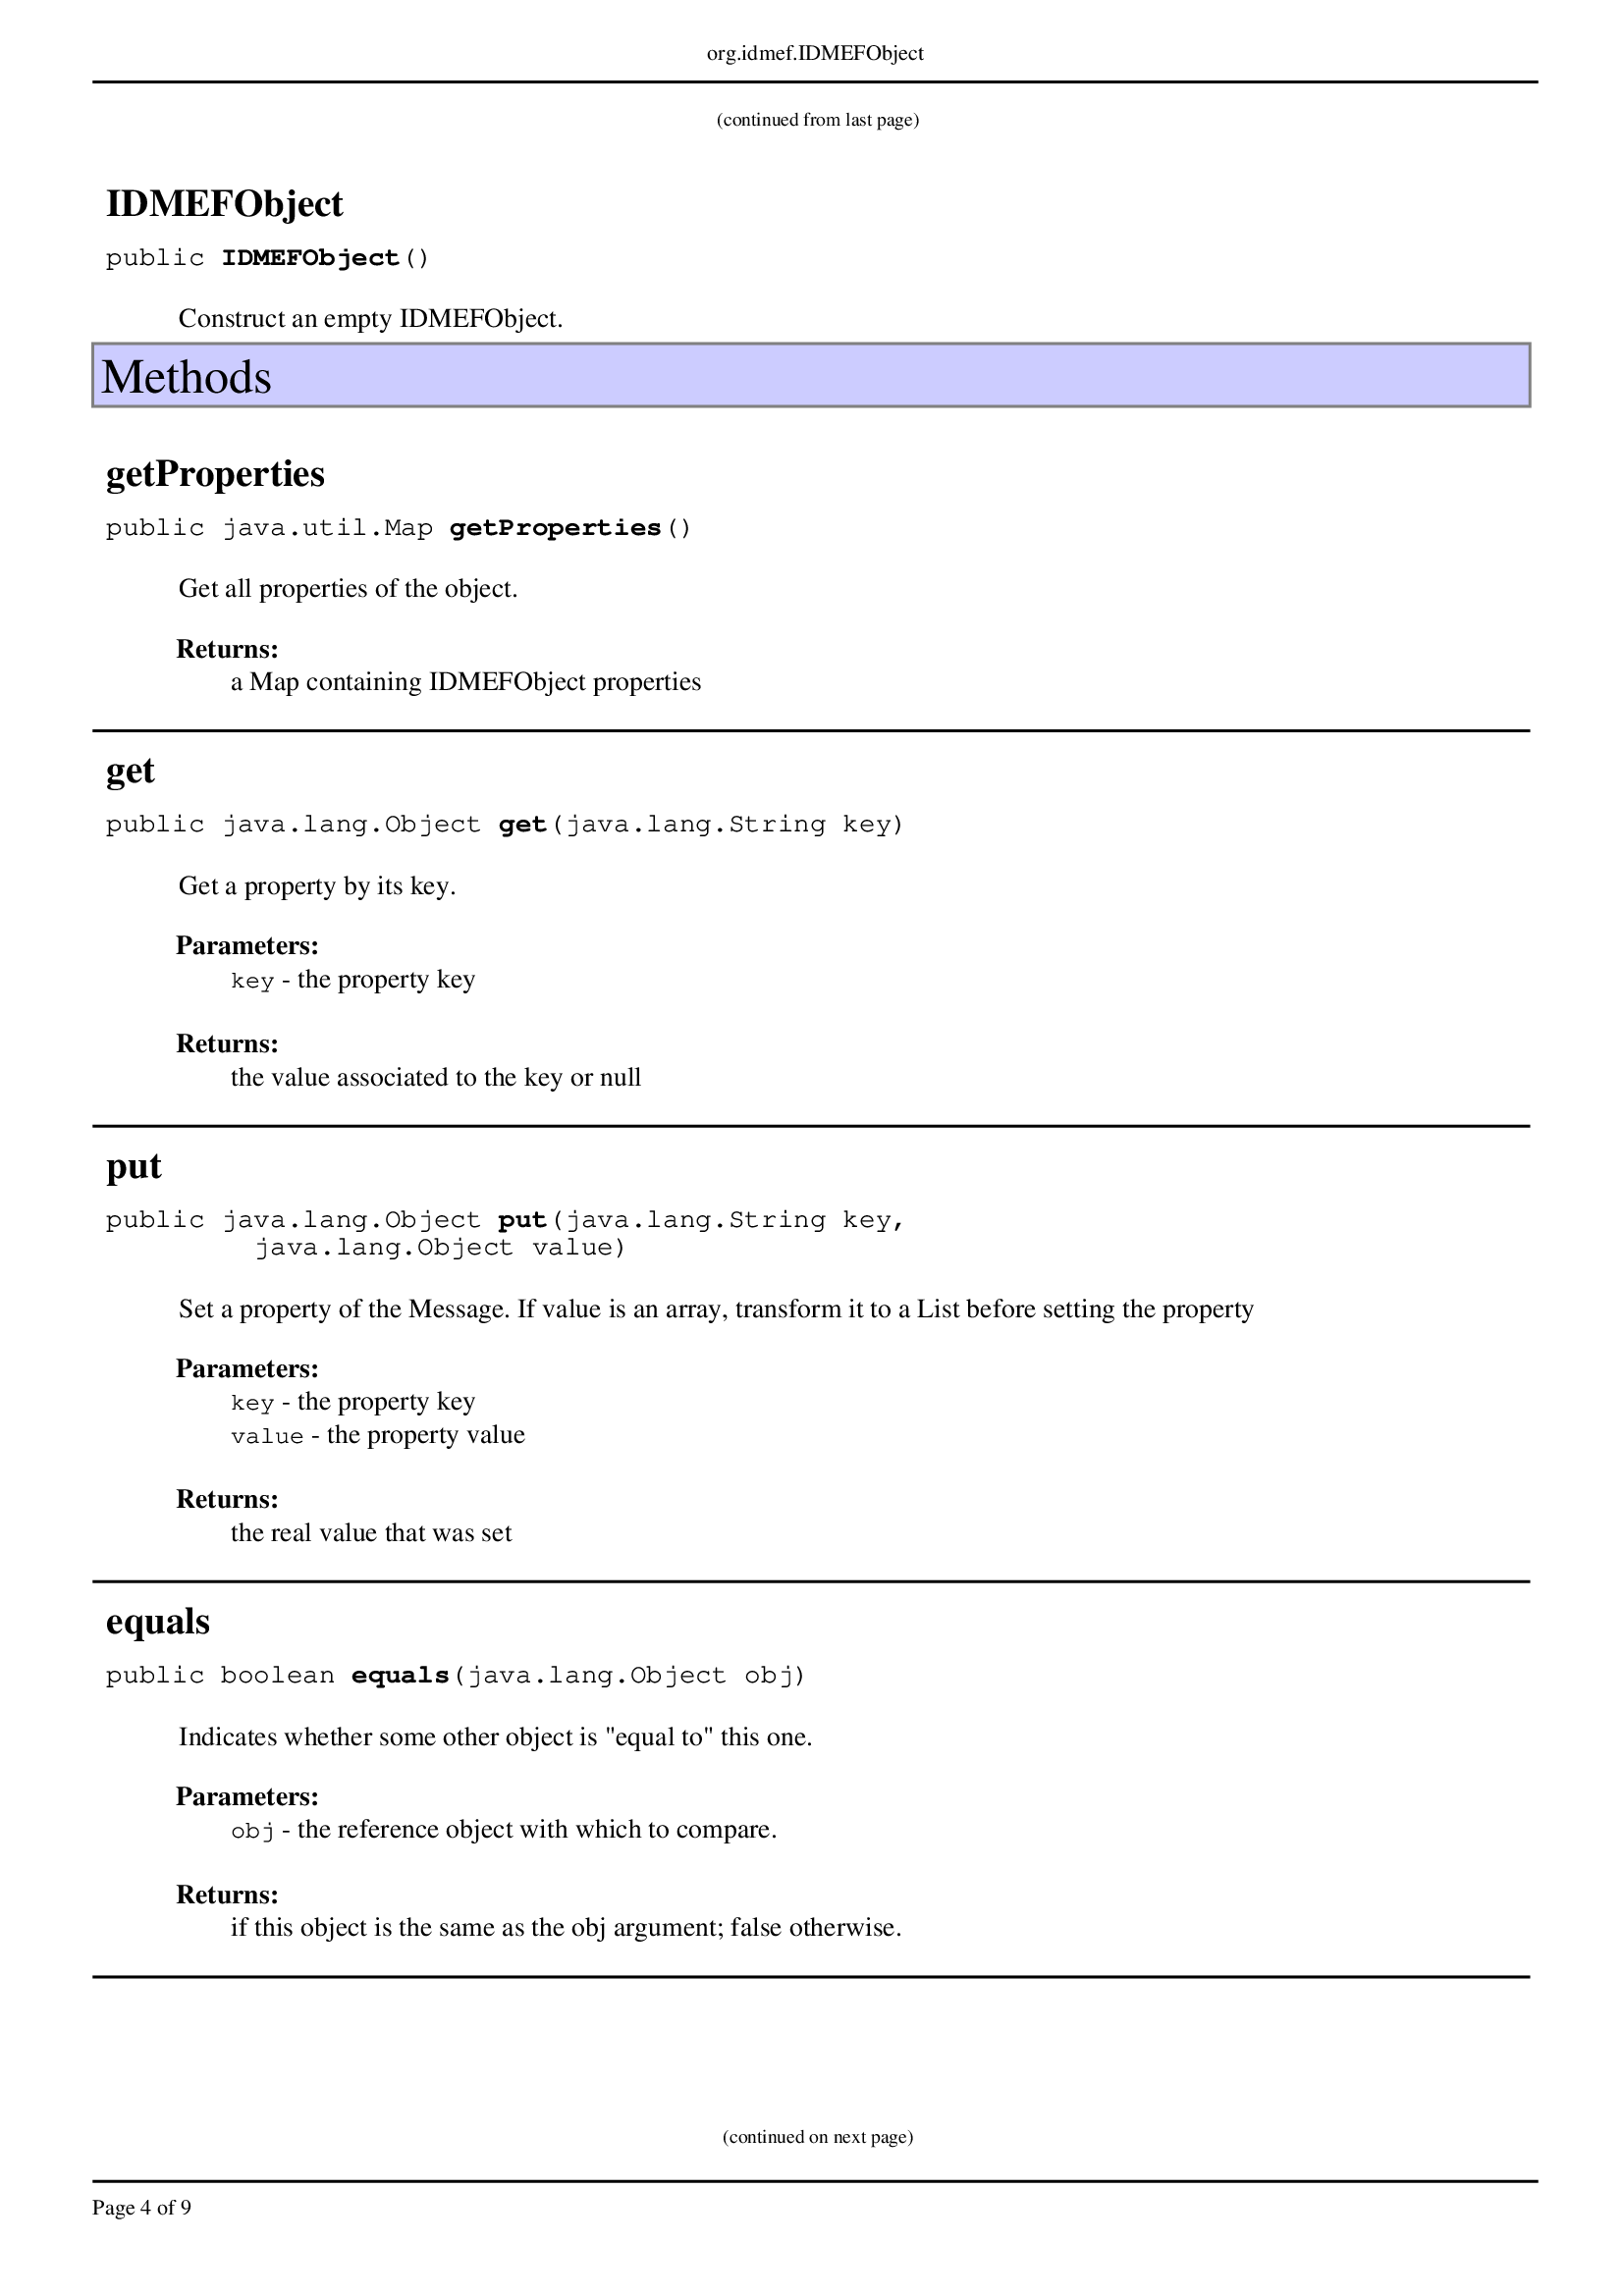 org.idmef.IDMEFObject
(continued from last page)
IDMEFObject
public IDMEFObject()
Construct an empty IDMEFObject.
Methods
getProperties
public java.util.Map getProperties()
Get all properties of the object.
Returns:
a Map containing IDMEFObject properties
get
public java.lang.Object get(java.lang.String key)
Get a property by its key.
Parameters:
key - the property key
Returns:
the value associated to the key or null
put
public java.lang.Object put(java.lang.String key,
java.lang.Object value)
Set a property of the Message. If value is an array, transform it to a List before setting the property
Parameters:
key - the property key
value - the property value
Returns:
the real value that was set
equals
public boolean equals(java.lang.Object obj)
Indicates whether some other object is "equal to" this one.
Parameters:
obj - the reference object with which to compare.
Returns:
if this object is the same as the obj argument; false otherwise.
(continued on next page)
Page 4 of 9